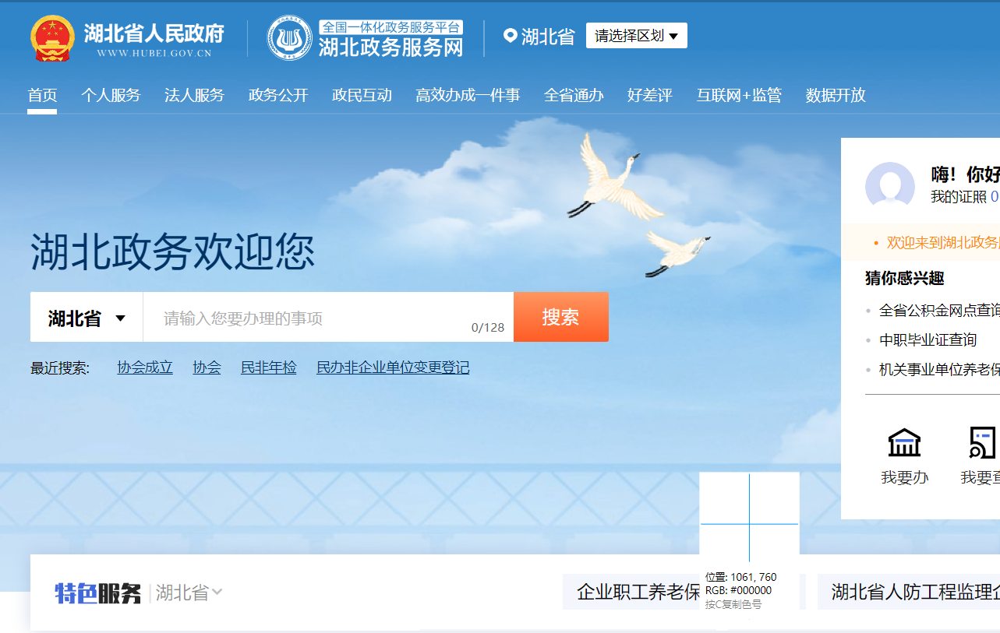 湖北省人民政府
WWW.HUBEI.GOV.CN
全国一体化政务服务平台
湖北政务服务网
湖北省
请选择区划
首页 个人服务 法人服务 政务公开 政民互动 高效办成一件事 全省通办 好差评 互联网+监管 数据开放
嗨！你好
我的证照 0
欢迎来到湖北政务
猜你感兴趣
全省公积金网点查询
中职毕业证查询
机关事业单位养老保
我要办 我要查
湖北政务欢迎您
湖北省 请输入您要办理的事项 0/128 搜索
最近搜索: 协会成立 协会 民非年检 民办非企业单位变更登记
特色服务 湖北省
企业职工养老保
湖北省人防工程监理企
位置: 1061, 760
RGB: #000000
按C复制色号